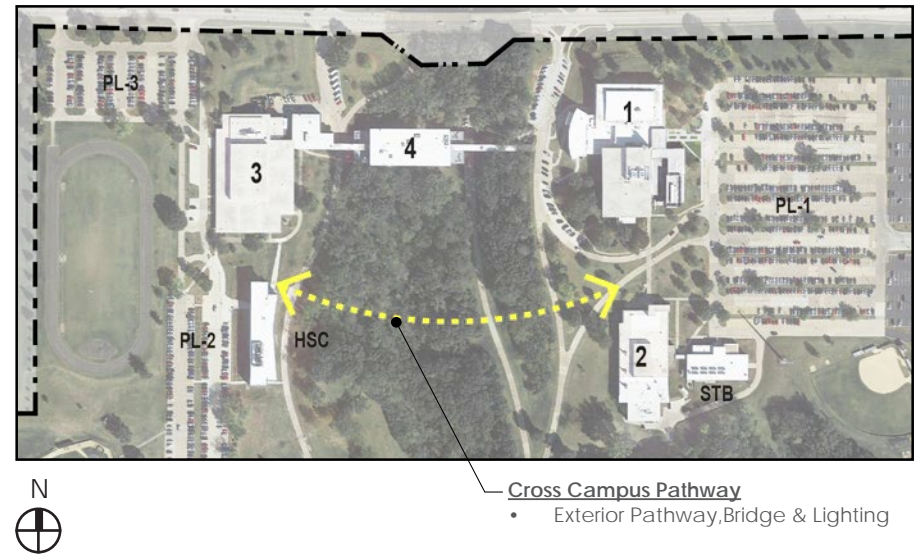 PL-3
1
3
4
PL-1
PL-2
HSC
2
STB
N
Cross Campus Pathway
• Exterior Pathway,Bridge & Lighting